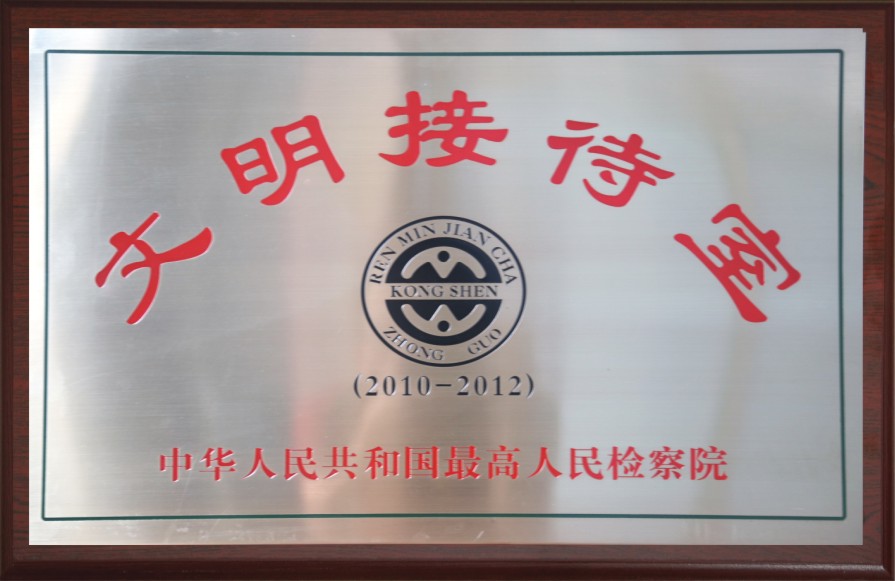 文明接待室
REN MIN JIAN CHA
KONG SHEN
ZHONG GUO
(2010-2012)
中华人民共和国最高人民检察院